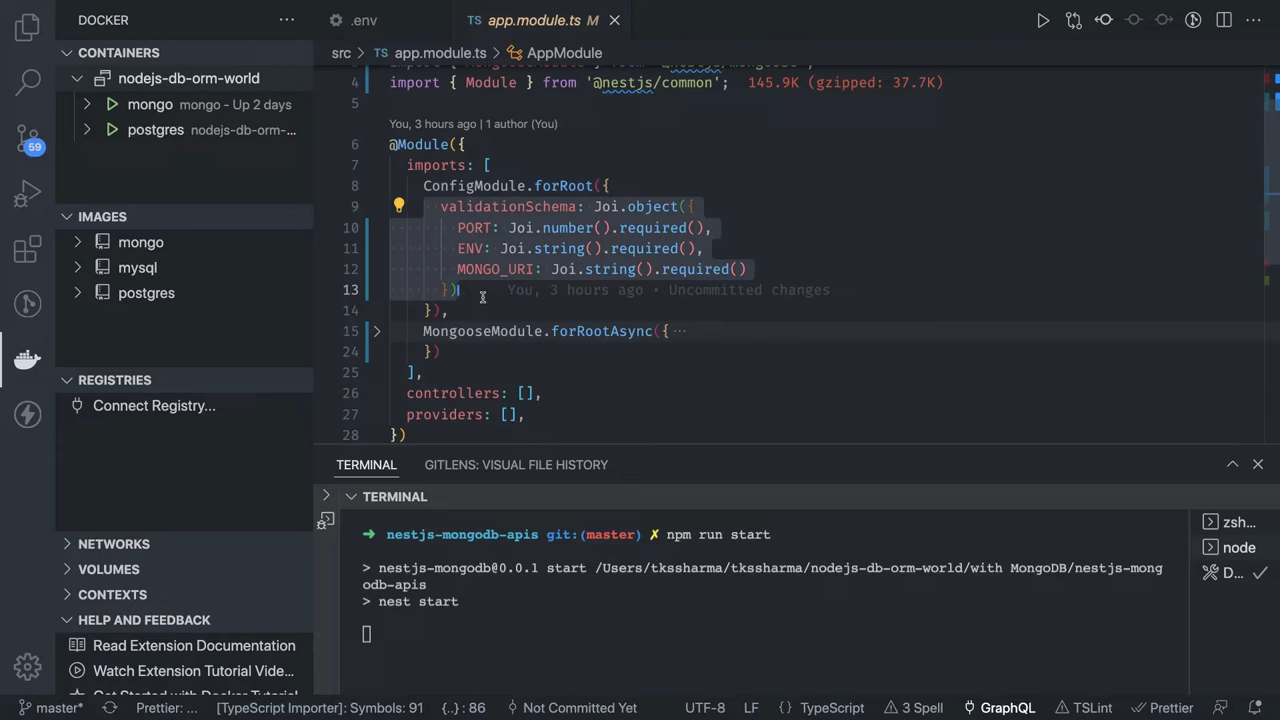 DOCKER
···
.env
TS app.module.ts M
src > TS app.module.ts > AppModule
CONTAINERS
nodejs-db-orm-world
mongo mongo - Up 2 days
postgres nodejs-db-orm-...
IMAGES
mongo
mysql
postgres
REGISTRIES
Connect Registry...
NETWORKS
VOLUMES
CONTEXTS
HELP AND FEEDBACK
Read Extension Documentation
Watch Extension Tutorial Vide...
Get Started with Docker Tutorial
59
4 import { Module } from '@nestjs/common'; 145.9K (gzipped: 37.7K)
5
You, 3 hours ago | 1 author (You)
6 @Module({
7 imports: [
8 ConfigModule.forRoot({
9 validationSchema: Joi.object({
10 PORT: Joi.number().required(),
11 ENV: Joi.string().required(),
12 MONGO_URI: Joi.string().required()
13 }) You, 3 hours ago • Uncommitted changes
14 }),
15 MongooseModule.forRootAsync({ ···
24 })
25 ],
26 controllers: [],
27 providers: [],
28 })
TERMINAL GITLENS: VISUAL FILE HISTORY
TERMINAL
➜ nestjs-mongodb-apis git:(master) ✗ npm run start
> nestjs-mongodb@0.0.1 start /Users/tkssharma/tkssharma/nodejs-db-orm-world/with MongoDB/nestjs-mong
odb-apis
> nest start
zsh...
node
D...
master* Prettier: ... [TypeScript Importer]: Symbols: 91 {..}: 86 Not Committed Yet UTF-8 LF TypeScript 3 Spell GraphQL TSLint Prettier